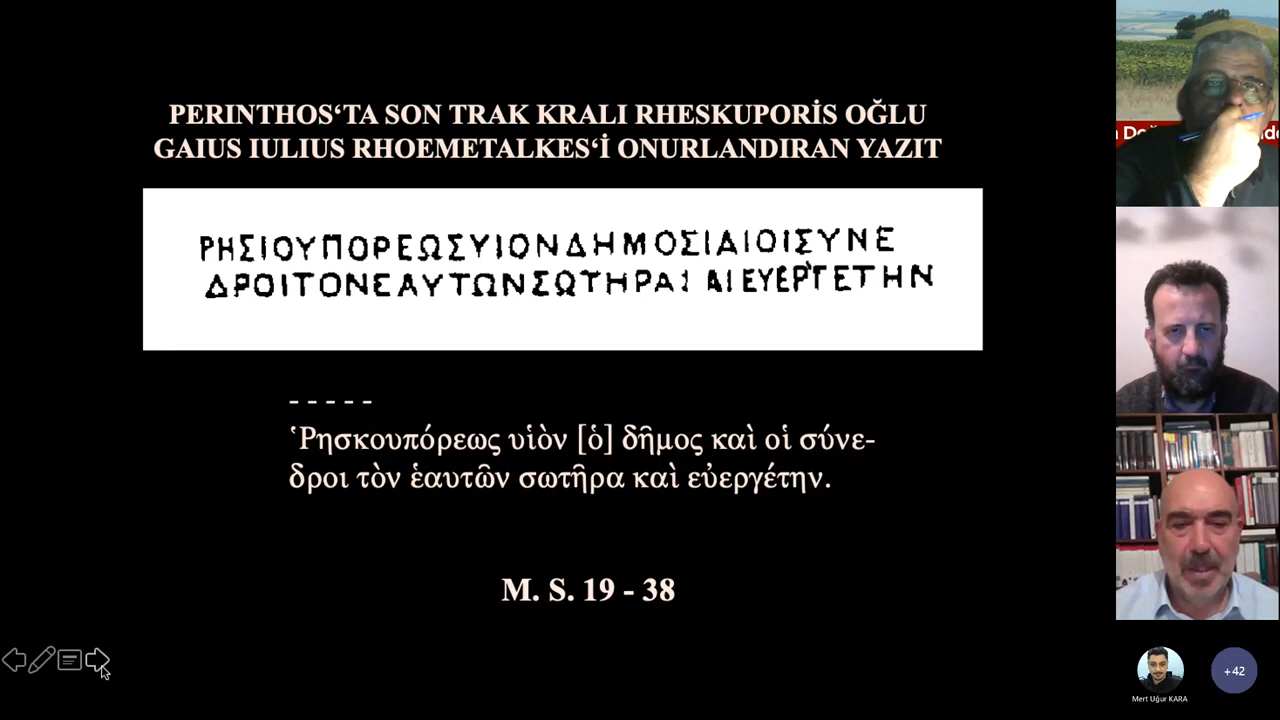 PERINTHOS‘TA SON TRAK KRALI RHESKUPORİS OĞLU
GAIUS IULIUS RHOEMETALKES‘İ ONURLANDIRAN YAZIT
ΡΗΣΙΟΥΠΟΡΕΩΣΥΙΟΝΔΗΜΟΣΙΑΙΟΙΣΥΝΕ
ΔΡΟΙΤΟΝΕΑΥΤΩΝΣΩΤΗΡΑ ΑΙΕΥΕΡΓΕΤΗΝ
- - - - -
Ῥησκουπόρεως υἱὸν [ὁ] δῆμος καὶ οἱ σύνε-
δροι τὸν ἑαυτῶν σωτῆρα καὶ εὐεργέτην.
M. S. 19 - 38
Mert Uğur KARA
+42